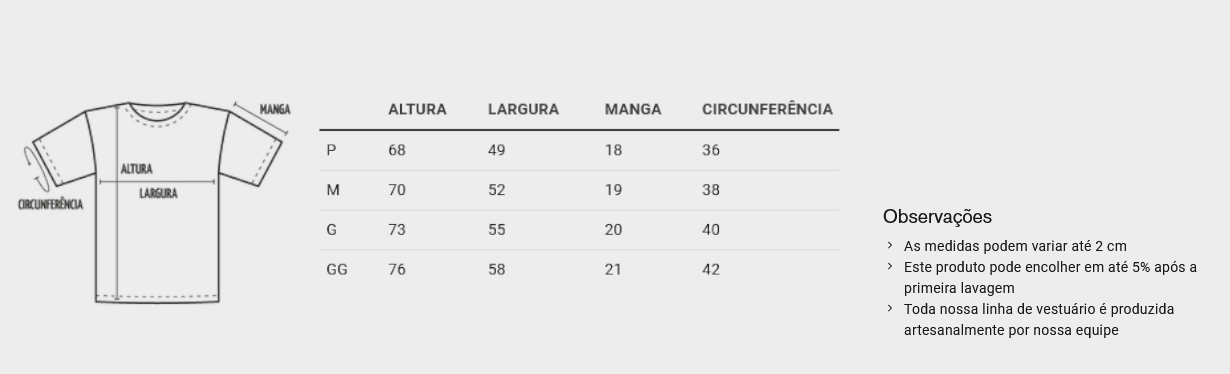 MANGA
ALTURA
LARGURA
CIRCUNFERÊNCIA
ALTURA LARGURA MANGA CIRCUNFERÊNCIA
P 68 49 18 36
M 70 52 19 38
G 73 55 20 40
GG 76 58 21 42
Observações
As medidas podem variar até 2 cm
Este produto pode encolher em até 5% após a
primeira lavagem
Toda nossa linha de vestuário é produzida
artesanalmente por nossa equipe